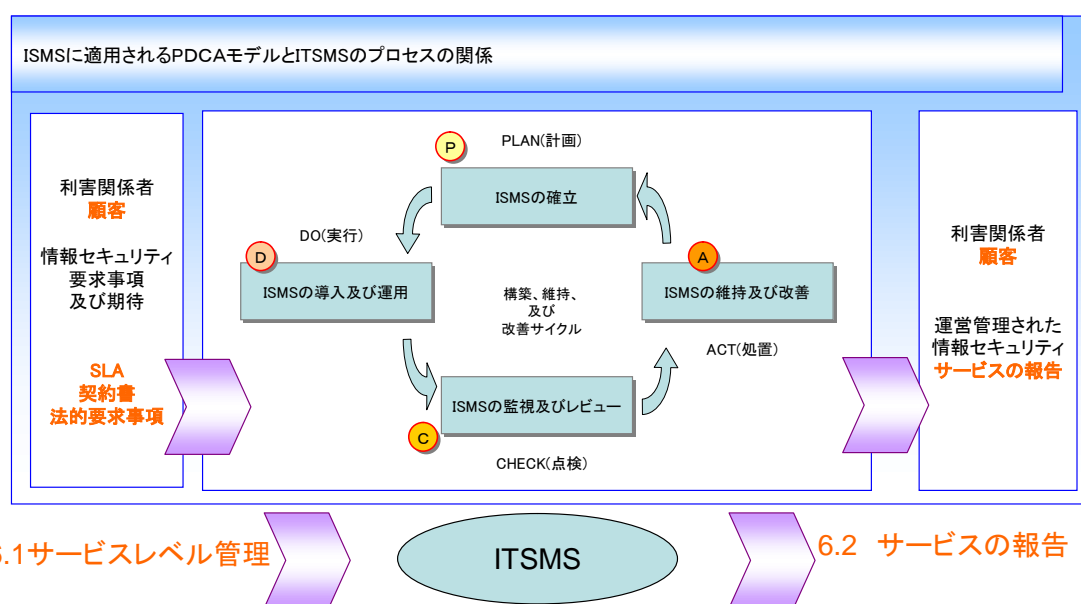 ISMSに適用されるPDCAモデルとITSMSのプロセスの関係
利害関係者
顧客
情報セキュリティ
要求事項
及び期待
SLA
契約書
法的要求事項
P
PLAN(計画)
ISMSの確立
DO(実行)
D
ISMSの導入及び運用
構築、維持、
及び
改善サイクル
A
ISMSの維持及び改善
ACT(処置)
ISMSの監視及びレビュー
C
CHECK(点検)
利害関係者
顧客
運営管理された
情報セキュリティ
サービスの報告
6.1サービスレベル管理
ITSMS
6.2 サービスの報告